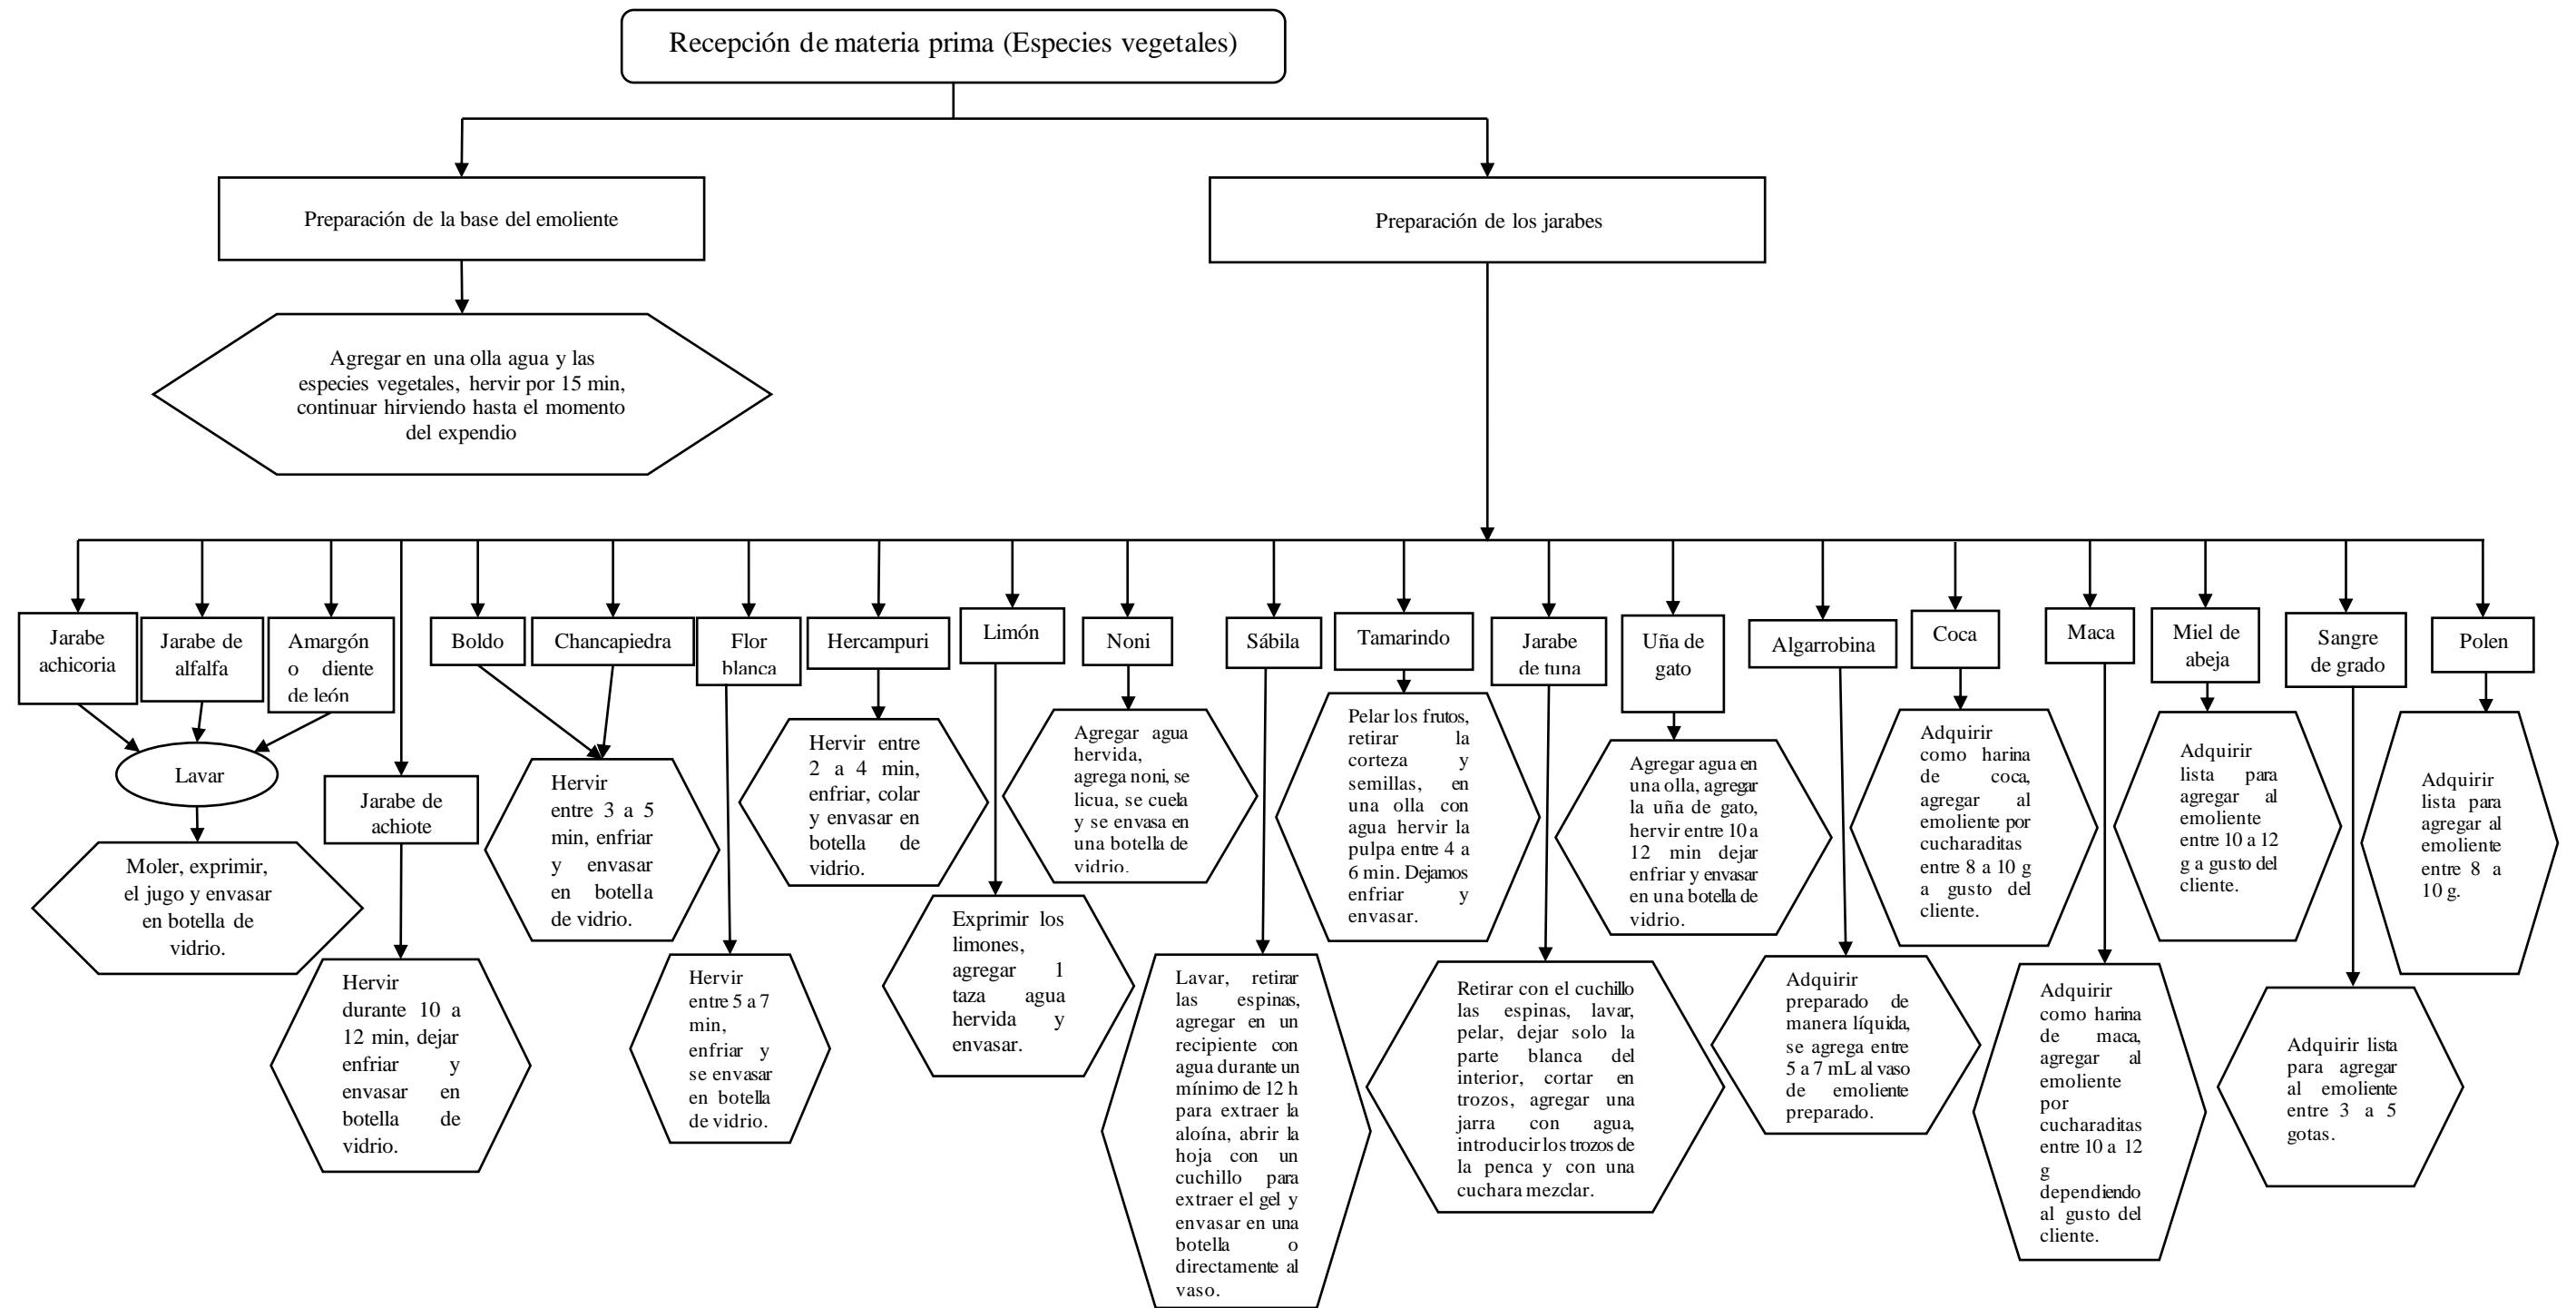 Recepción de materia prima (Especies vegetales)
Preparación de la base del emoliente
Preparación de los jarabes
Agregar en una olla agua y las
especies vegetales, hervir por 15 min,
continuar hirviendo hasta el momento
del expendio
Jarabe
achicoria
Jarabe de
alfalfa
Amargón
o diente
de león
Boldo
Chancapiedra
Flor
blanca
Hercampuri
Limón
Noni
Sábila
Tamarindo
Jarabe
de tuna
Uña de
gato
Algarrobina
Coca
Maca
Miel de
abeja
Sangre
de grado
Polen
Lavar
Jarabe de
achiote
Moler, exprimir,
el jugo y envasar
en botella de
vidrio.
Hervir
durante 10 a
12 min, dejar
enfriar y
envasar en
botella de
vidrio.
Hervir
entre 3 a 5
min, enfriar
y envasar
en botella
de vidrio.
Hervir
entre 5 a 7
min,
enfriar y
se envasar
en botella
de vidrio.
Hervir entre
2 a 4 min,
enfriar, colar
y envasar en
botella de
vidrio.
Exprimir los
limones,
agregar 1
taza agua
hervida y
envasar.
Agregar agua
hervida,
agrega noni, se
licua, se cuela
y se envasa en
una botella de
vidrio.
Lavar, retirar
las espinas,
agregar en un
recipiente con
agua durante un
mínimo de 12 h
para extraer la
aloína, abrir la
hoja con un
cuchillo para
extraer el gel y
envasar en una
botella o
directamente al
vaso.
Pelar los frutos,
retirar la
corteza y
semillas, en
una olla con
agua hervir la
pulpa entre 4 a
6 min. Dejamos
enfriar y
envasar.
Retirar con el cuchillo
las espinas, lavar,
pelar, dejar solo la
parte blanca del
interior, cortar en
trozos, agregar una
jarra con agua,
introducir los trozos de
la penca y con una
cuchara mezclar.
Agregar agua en
una olla, agregar
la uña de gato,
hervir entre 10 a
12 min dejar
enfriar y envasar
en una botella de
vidrio.
Adquirir
preparado de
manera líquida,
se agrega entre
5 a 7 mL al vaso
de emoliente
preparado.
Adquirir
como harina
de coca,
agregar al
emoliente por
cucharaditas
entre 8 a 10 g
a gusto del
cliente.
Adquirir
como harina
de maca,
agregar al
emoliente
por
cucharaditas
entre 10 a 12
g
dependiendo
al gusto del
cliente.
Adquirir
lista para
agregar al
emoliente
entre 10 a 12
g a gusto del
cliente.
Adquirir lista
para agregar
al emoliente
entre 3 a 5
gotas.
Adquirir
lista para
agregar al
emoliente
entre 8 a
10 g.